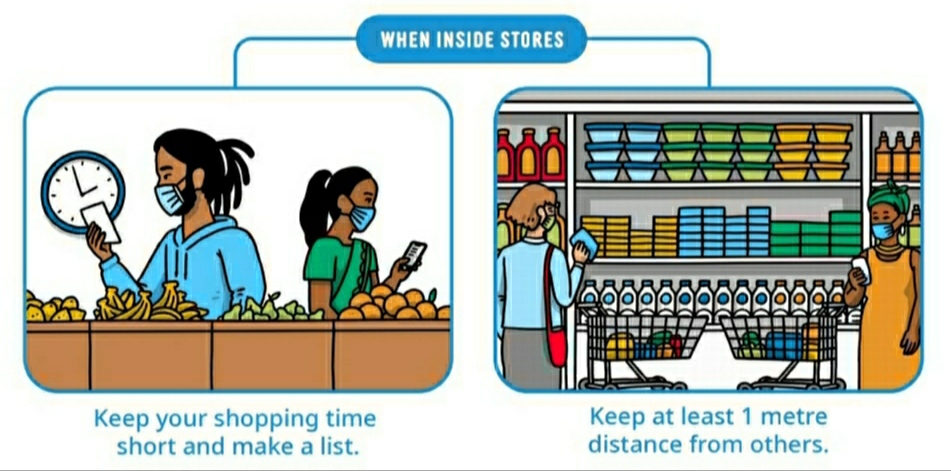 WHEN INSIDE STORES
Keep your shopping time
short and make a list.
Keep at least 1 metre
distance from others.